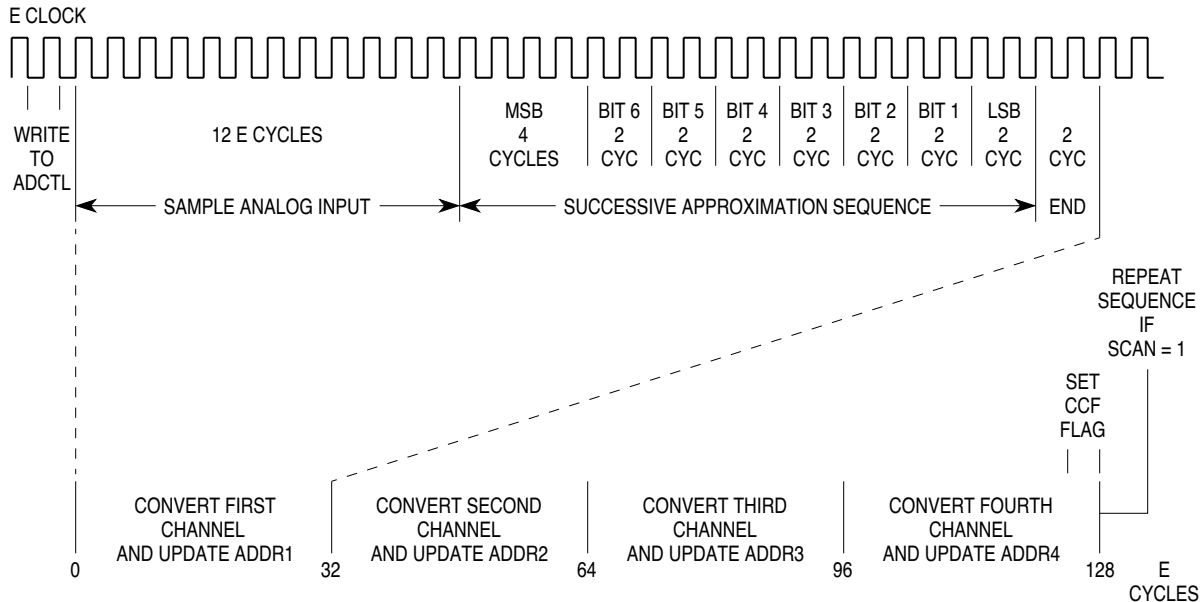 E CLOCK
WRITE
TO
ADCTL
12 E CYCLES
MSB
4
CYCLES
BIT 6
2
CYC
BIT 5
2
CYC
BIT 4
2
CYC
BIT 3
2
CYC
BIT 2
2
CYC
BIT 1
2
CYC
LSB
2
CYC
2
CYC
SAMPLE ANALOG INPUT
SUCCESSIVE APPROXIMATION SEQUENCE
END
REPEAT
SEQUENCE
IF
SCAN = 1
SET
CCF
FLAG
CONVERT FIRST
CHANNEL
AND UPDATE ADDR1
CONVERT SECOND
CHANNEL
AND UPDATE ADDR2
CONVERT THIRD
CHANNEL
AND UPDATE ADDR3
CONVERT FOURTH
CHANNEL
AND UPDATE ADDR4
0
32
64
96
128
E
CYCLES